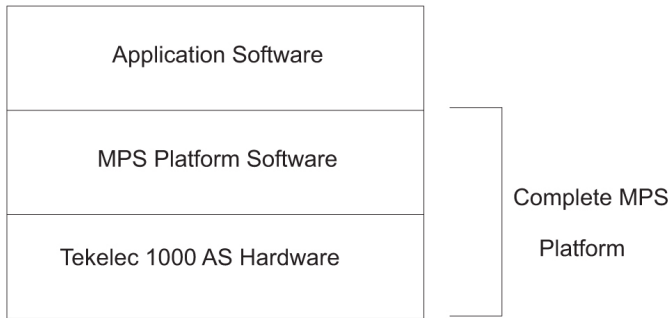 Application Software
MPS Platform Software
Tekelec 1000 AS Hardware
Complete MPS
Platform